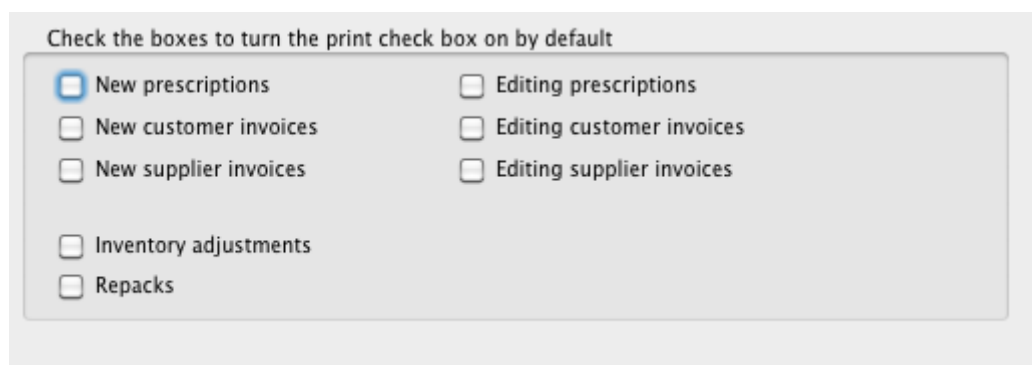 Check the boxes to turn the print check box on by default
New prescriptions
Editing prescriptions
New customer invoices
Editing customer invoices
New supplier invoices
Editing supplier invoices
Inventory adjustments
Repacks